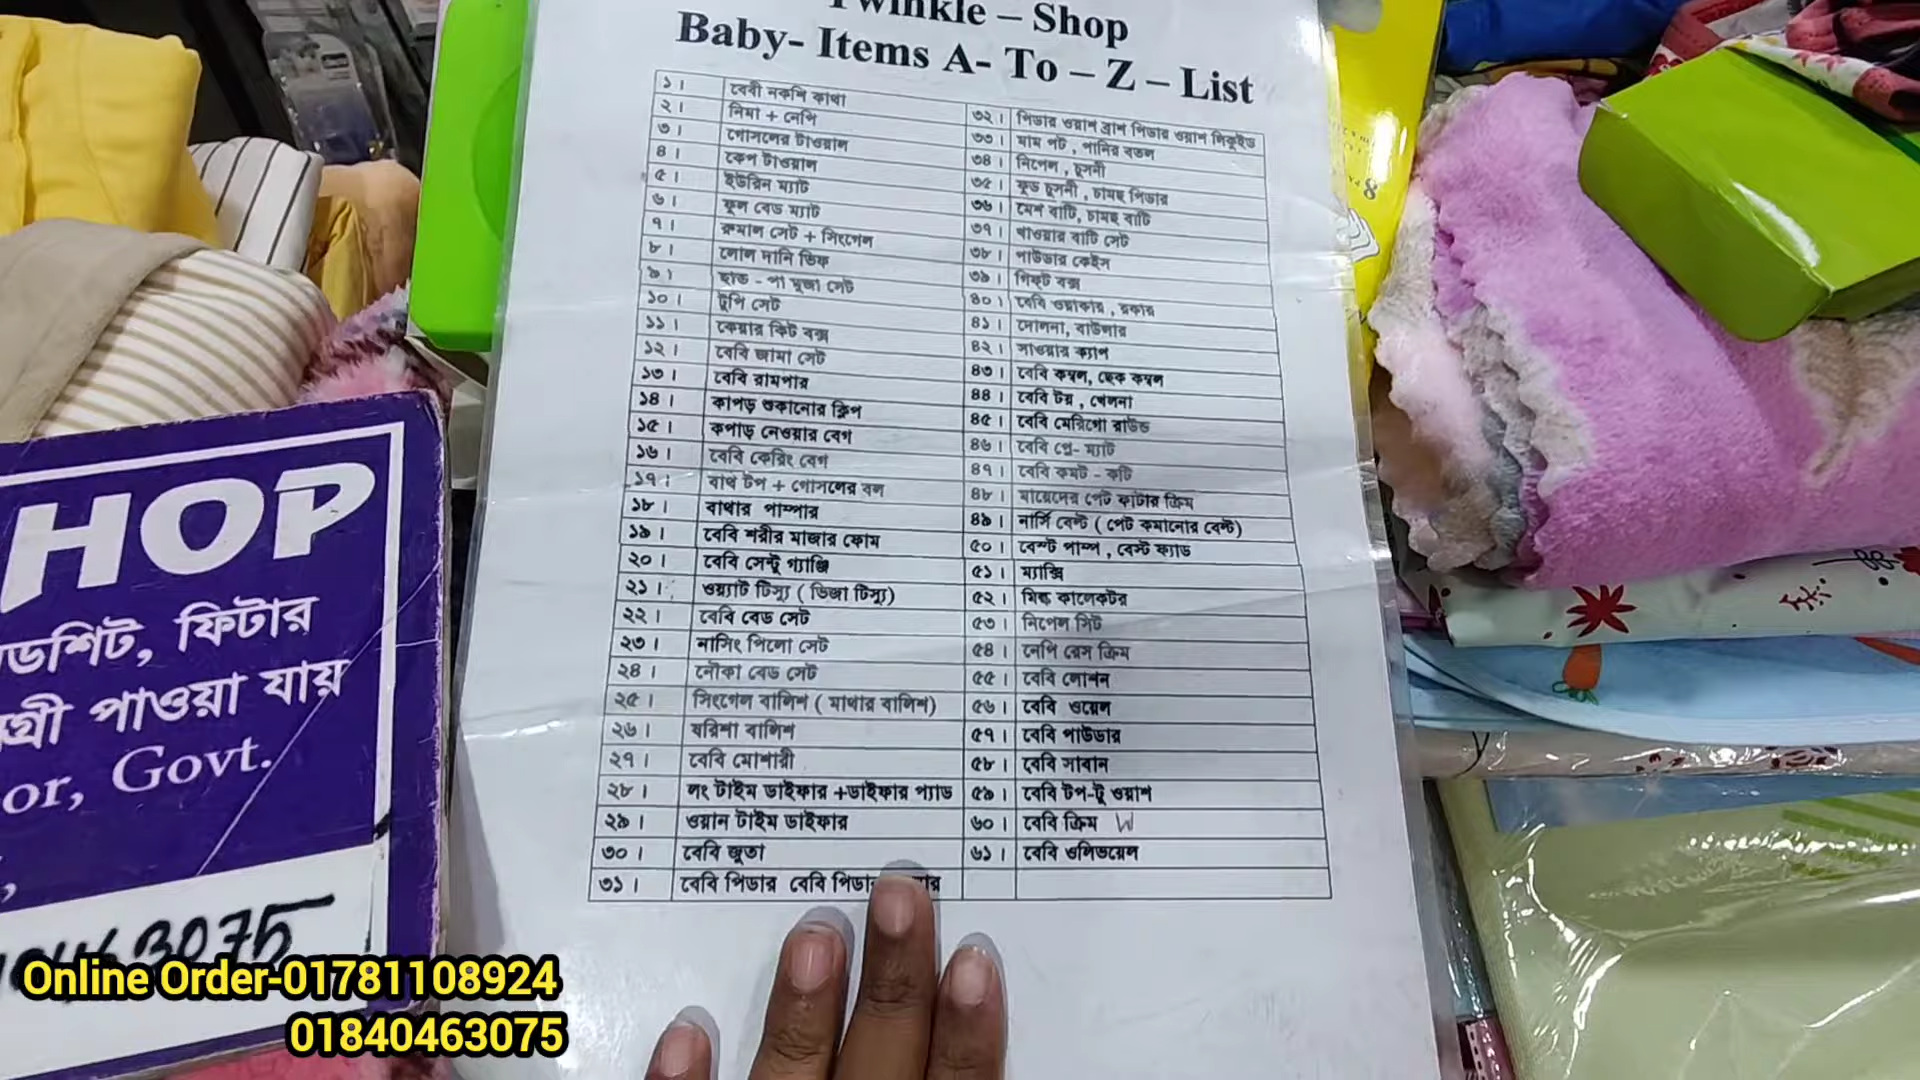 Twinkle – Shop
Baby- Items A- To – Z – List
১। বেবী নকশি কাথা
২। নিমা + নেপি
৩। গোসলের টাওয়াল
৪। কেপ টাওয়াল
৫। ইউরিন ম্যাট
৬। ফুল বেড ম্যাট
৭। রুমাল সেট + সিংগেল
৮। লোল দানি ভিফ
৯। হাত - পা মুজা সেট
১০। টুপি সেট
১১। কেয়ার কিট বক্স
১২। বেবি জামা সেট
১৩। বেবি রামপার
১৪। কাপড় শুকানোর ক্লিপ
১৫। কপাড় নেওয়ার বেগ
১৬। বেবি কেরিং বেগ
১৭। বাথ টপ + গোসলের বল
১৮। বাথার পাম্পার
১৯। বেবি শরীর মাজার ফোম
২০। বেবি সেন্টু গ্যাঞ্জি
২১। ওয়্যাট টিস্যু ( ভিজা টিস্যু)
২২। বেবি বেড সেট
২৩। নাসিং পিলো সেট
২৪। নৌকা বেড সেট
২৫। সিংগেল বালিশ ( মাথার বালিশ)
২৬। ষরিশা বালিশ
২৭। বেবি মোশারী
২৮। লং টাইম ডাইফার +ডাইফার প্যাড
২৯। ওয়ান টাইম ডাইফার
৩০। বেবি জুতা
৩১। বেবি পিডার বেবি
৩২। পিডার ওয়াশ ব্রাশ পিডার ওয়াশ লিকুইড
৩৩। মাম পট , পানির বতল
৩৪। নিপেল , চুসনী
৩৫। ফুড চুসনী , চামছ পিডার
৩৬। মেশ বাটি, চামছ বাটি
৩৭। খাওয়ার বাটি সেট
৩৮। পাউডার কেইস
৩৯। গিফ্ট বক্স
৪০। বেবি ওয়াকার , রকার
৪১। দোলনা, বাউন্সার
৪২। সাওয়ার ক্যাপ
৪৩। বেবি কম্বল, ছেক কম্বল
৪৪। বেবি টয় , খেলনা
৪৫। বেবি মেরিগো রাউন্ড
৪৬। বেবি প্লে- ম্যাট
৪৭। বেবি কমট - কটি
৪৮। মায়েদের পেট ফাটার ক্রিম
৪৯। নার্সি বেল্ট ( পেট কমানোর বেল্ট)
৫০। বেস্ট পাম্প , বেস্ট ফ্যাড
৫১। ম্যাক্সি
৫২। মিল্ক কালেকটর
৫৩। নিপেল সিট
৫৪। নেপি রেস ক্রিম
৫৫। বেবি লোশন
৫৬। বেবি ওয়েল
৫৭। বেবি পাউডার
৫৮। বেবি সাবান
৫৯। বেবি টপ-টু ওয়াশ
৬০। বেবি ক্রিম W
৬১। বেবি ওলিভয়েল
8
HOP
ডশিট, ফিটার
গ্রী পাওয়া যায়
or, Govt.
63075
Online Order-01781108924
01840463075